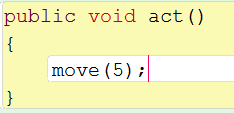 public void act()
{
move(5);
}